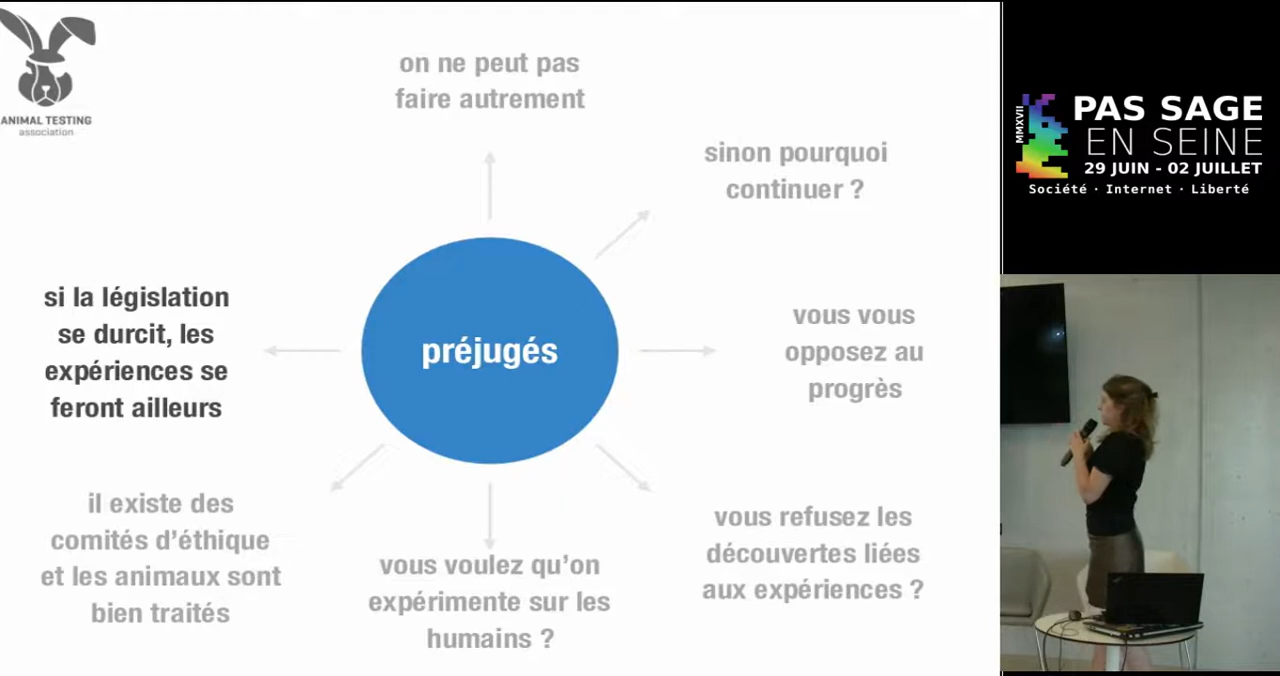 ANIMAL TESTING
association
on ne peut pas
faire autrement
sinon pourquoi
continuer ?
vous vous
opposez au
progrès
vous refusez les
découvertes liées
aux expériences ?
vous voulez qu’on
expérimente sur les
humains ?
il existe des
comités d’éthique
et les animaux sont
bien traités
si la législation
se durcit, les
expériences se
feront ailleurs
préjugés
MMXVII
PAS SAGE
EN SEINE
29 JUIN - 02 JUILLET
Société · Internet · Liberté